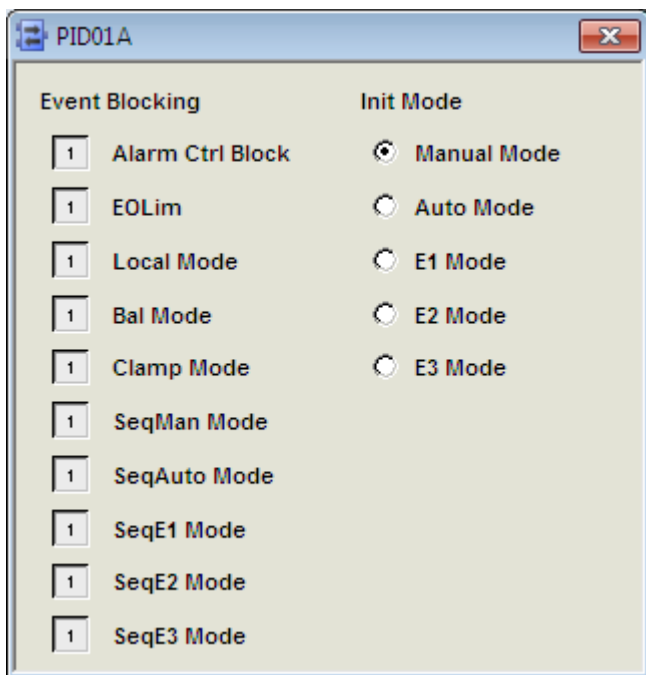 PID01A
Event Blocking Init Mode
1 Alarm Ctrl Block Manual Mode
1 EOLim Auto Mode
1 Local Mode E1 Mode
1 Bal Mode E2 Mode
1 Clamp Mode E3 Mode
1 SeqMan Mode
1 SeqAuto Mode
1 SeqE1 Mode
1 SeqE2 Mode
1 SeqE3 Mode